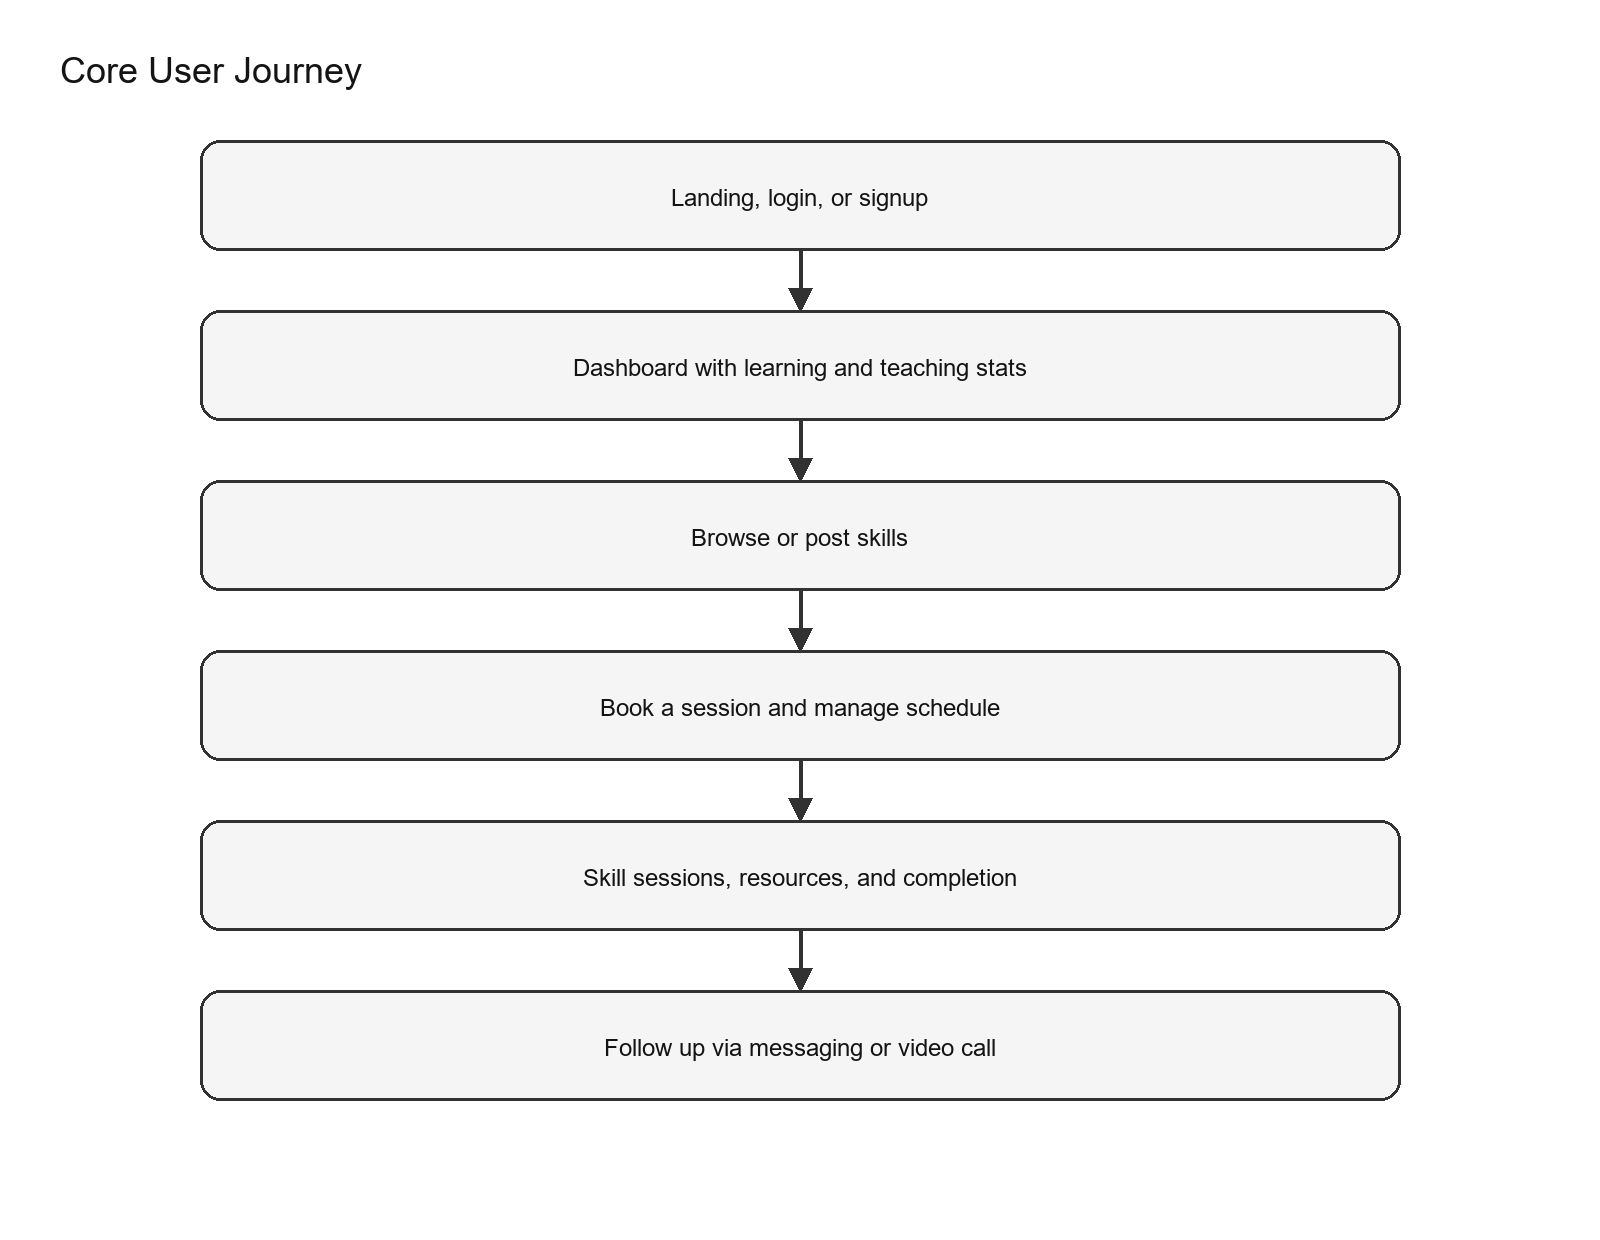 Core User Journey
Landing, login, or signup
Dashboard with learning and teaching stats
Browse or post skills
Book a session and manage schedule
Skill sessions, resources, and completion
Follow up via messaging or video call